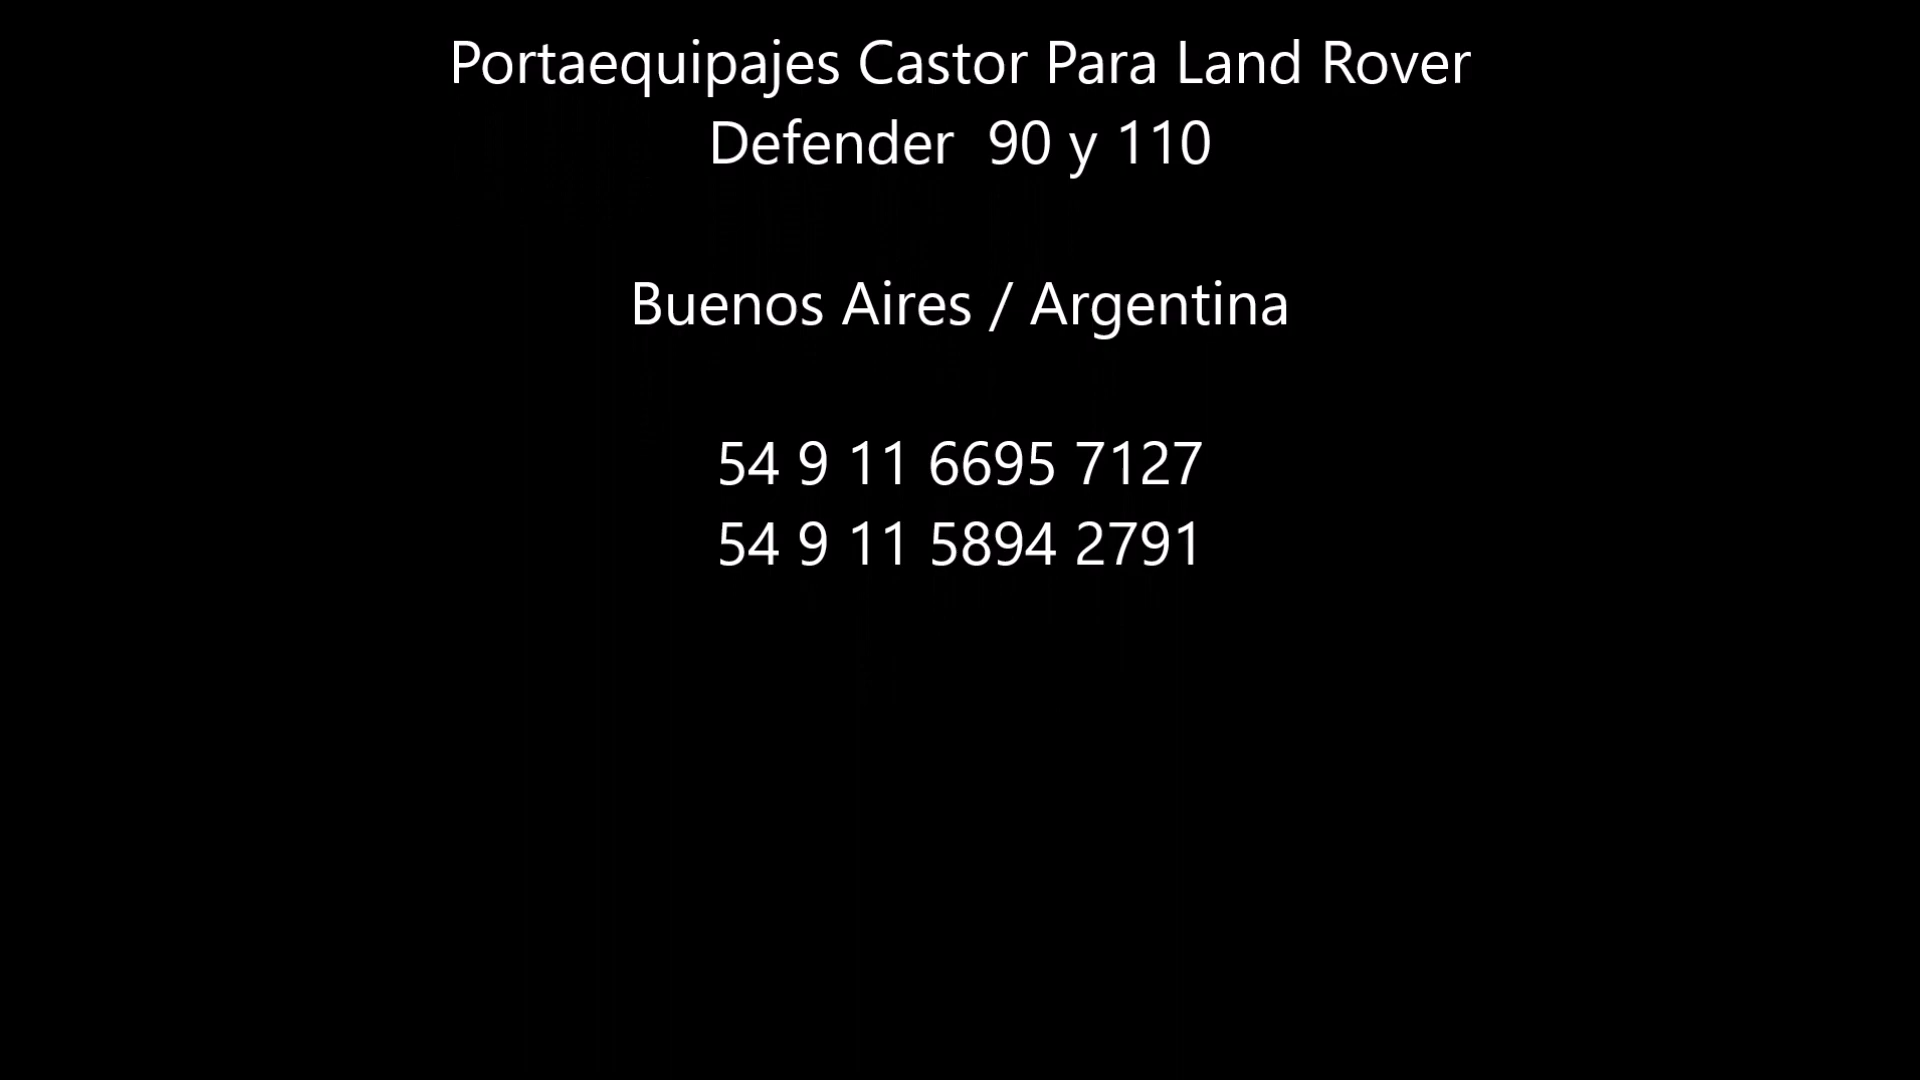 Portaequipajes Castor Para Land Rover
Defender  90 y 110
Buenos Aires / Argentina
54 9 11 6695 7127
54 9 11 5894 2791